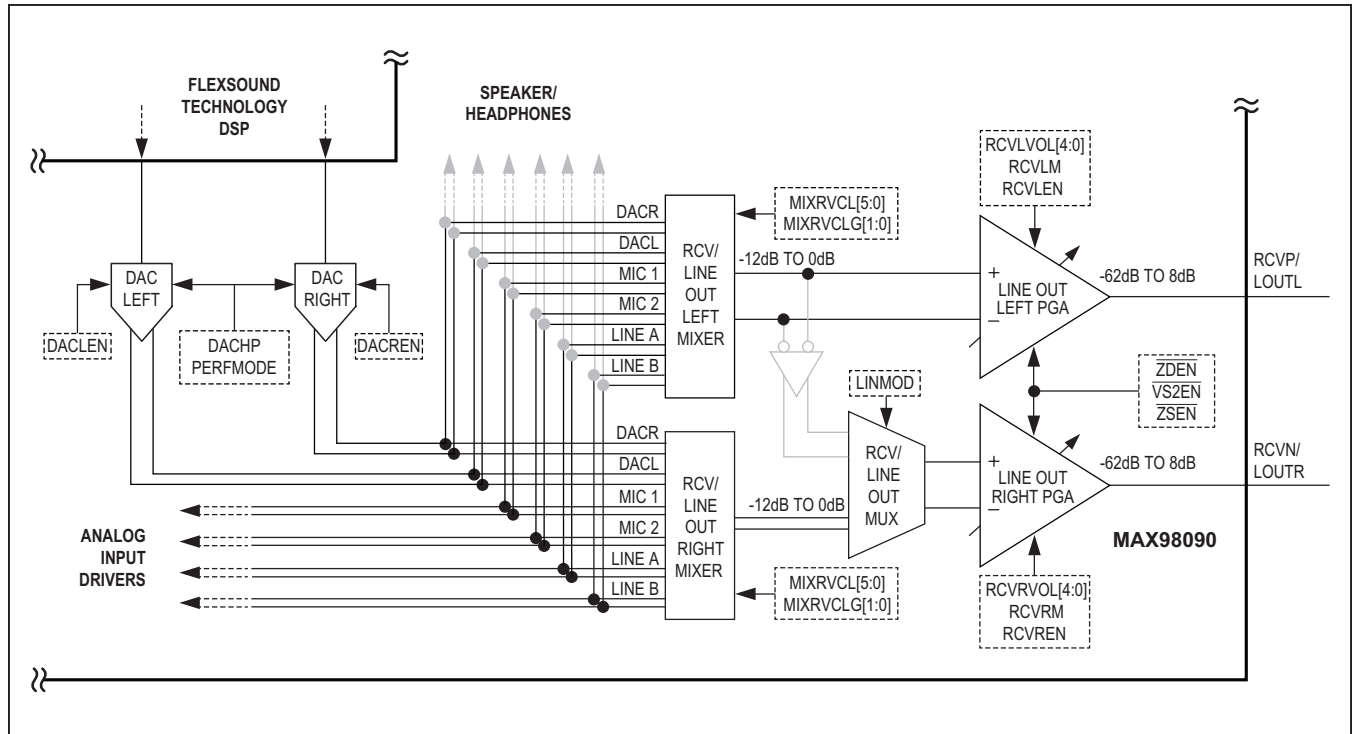 FLEXSOUND
TECHNOLOGY
DSP
SPEAKER/
HEADPHONES
DAC
LEFT
DAC
RIGHT
DACLEN
DACHP
PERFMODE
DACREN
DACR
DACL
MIC 1
MIC 2
LINE A
LINE B
RCV/
LINE
OUT
LEFT
MIXER
MIXRVCL[5:0]
MIXRVCLG[1:0]
-12dB TO 0dB
RCVLVOL[4:0]
RCVLM
RCVLEN
+
LINE OUT
LEFT PGA
−
-62dB TO 8dB
RCVP/
LOUTL
ZDEN
VS2EN
ZSEN
LINMOD
RCV/
LINE
OUT
MUX
DACR
DACL
MIC 1
MIC 2
LINE A
LINE B
RCV/
LINE
OUT
RIGHT
MIXER
-12dB TO 0dB
MIXRVCL[5:0]
MIXRVCLG[1:0]
+
LINE OUT
RIGHT PGA
−
-62dB TO 8dB
RCVN/
LOUTR
RCVRVOL[4:0]
RCVRM
RCVREN
MAX98090
ANALOG
INPUT
DRIVERS